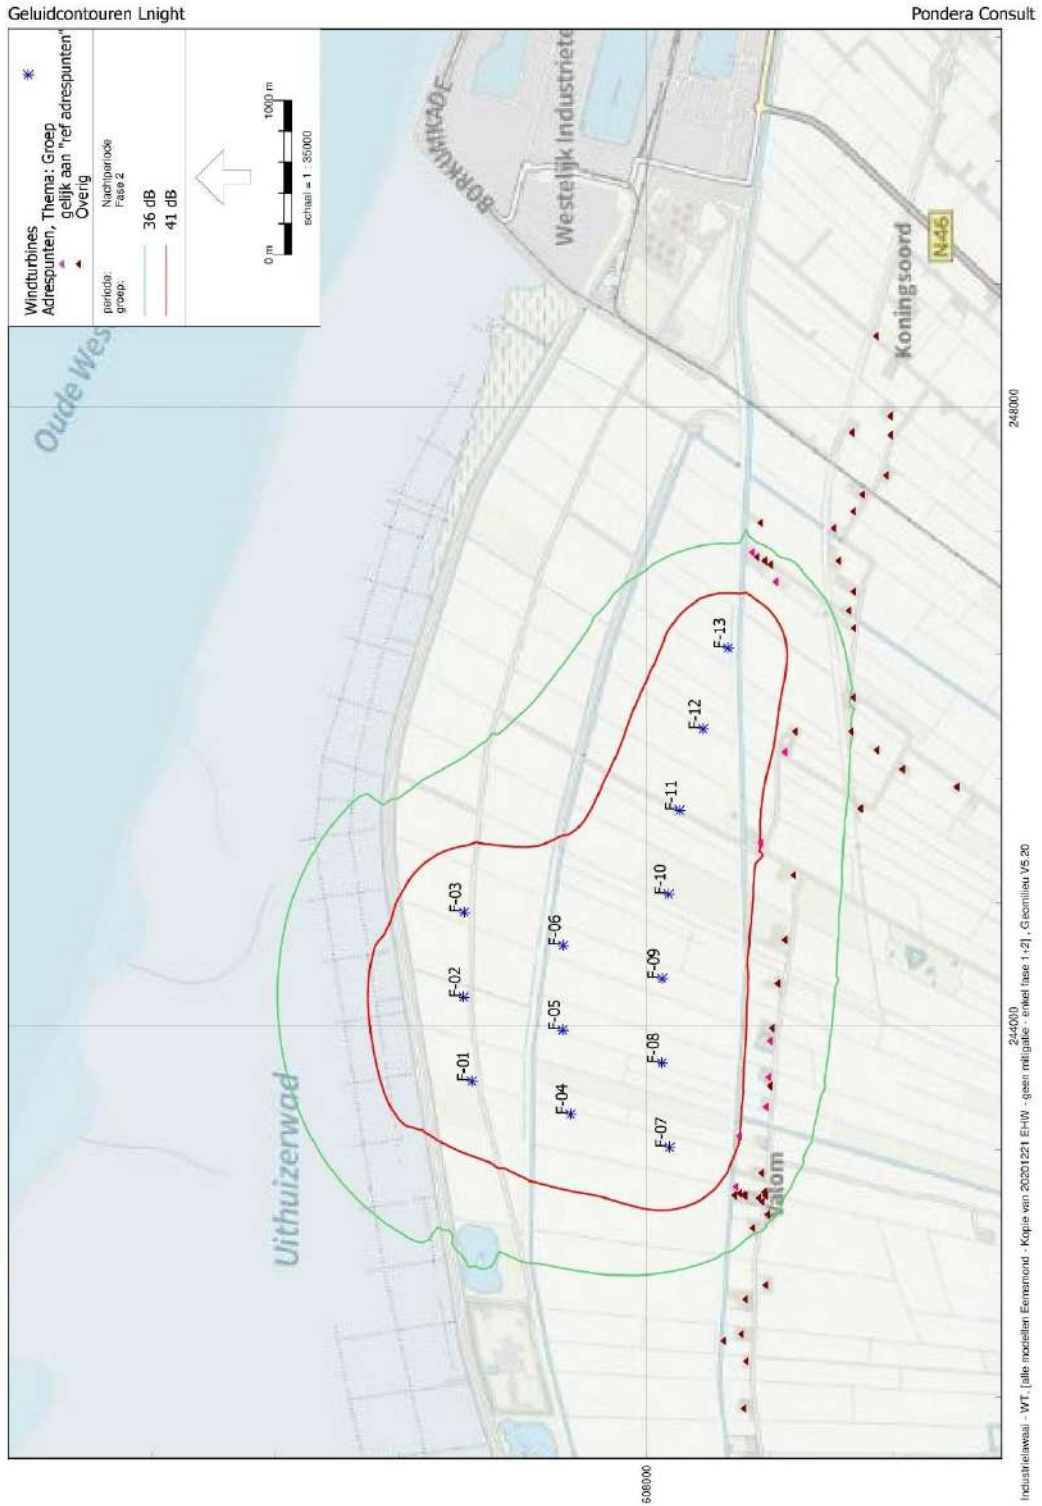 Geluidcontouren Lnight
Pondera Consult
Windturbines
Adrespunten, Thema: Groep
gelijk aan "ref adrespunten"
Overig
periode: Nachtperiode
groep: Fase 2
36 dB
41 dB
0 m 1000 m
schaal = 1 : 35000
Oude Wes
BORKUMKADE
Westelijk Industriete
Koningsoord
N46
Uithuizerwad
Valom
F-01
F-02
F-03
F-04
F-05
F-06
F-07
F-08
F-09
F-10
F-11
F-12
F-13
244000
248000
608000
Industrielawaai - WT, [alle modellen Eemsmond - Kopie van 20201221 EHW - geen mitigatie - enkel fase 1+2] , Geomilieu V5.20